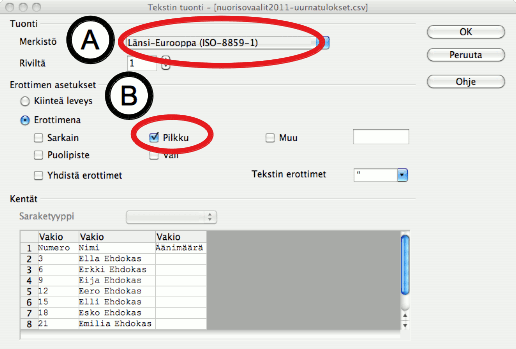 Tekstin tuonti - [nuorisovaalit2011-uurnatulokset.csv]
Tuonti
Merkistö A Länsi-Eurooppa (ISO-8859-1)
Riviltä 1
OK
Peruuta
Ohje
Erottimen asetukset
B
Kiinteä leveys
Erottimena
Sarkain Pilkku Muu
Puolipiste Väli
Yhdistä erottimet Tekstin erottimet "
Kentät
Saraketyyppi
Vakio Vakio Vakio
1 Numero Nimi Äänimäärä
2 3 Ella Ehdokas
3 6 Erkki Ehdokas
4 9 Eija Ehdokas
5 12 Eero Ehdokas
6 15 Elli Ehdokas
7 18 Esko Ehdokas
8 21 Emilia Ehdokas